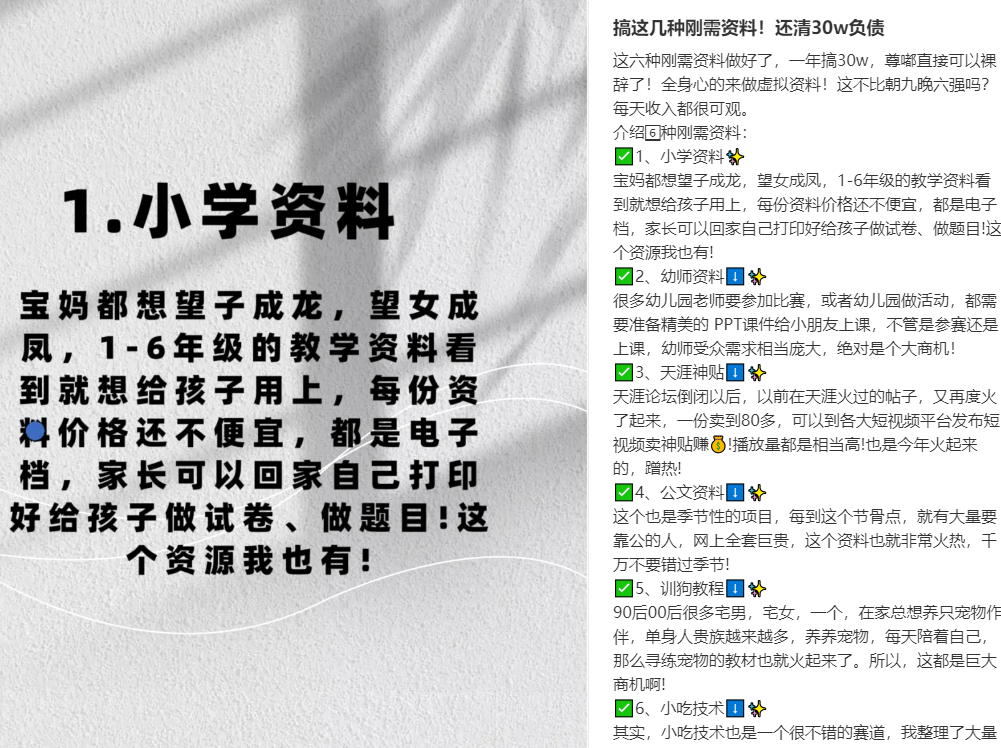 1.小学资料
宝妈都想望子成龙，望女成
凤，1-6年级的教学资料看
到就想给孩子用上，每份资
料价格还不便宜，都是电子
档，家长可以回家自己打印
好给孩子做试卷、做题目!这
个资源我也有!
搞这几种刚需资料！还清30w负债
这六种刚需资料做好了，一年搞30w，尊嘟直接可以裸
辞了！全身心的来做虚拟资料！这不比朝九晚六强吗?
每天收入都很可观。
介绍6️⃣种刚需资料：
✅1、小学资料✨
宝妈都想望子成龙，望女成凤，1-6年级的教学资料看
到就想给孩子用上，每份资料价格还不便宜，都是电子
档，家长可以回家自己打印好给孩子做试卷、做题目!这
个资源我也有!
✅2、幼师资料⬇️✨
很多幼儿园老师要参加比赛，或者幼儿园做活动，都需
要准备精美的 PPT课件给小朋友上课，不管是参赛还是
上课，幼师受众需求相当庞大，绝对是个大商机！
✅3、天涯神贴⬇️✨
天涯论坛倒闭以后，以前在天涯火过的帖子，又再度火
了起来，一份卖到80多，可以到各大短视频平台发布短
视频卖神贴赚💰!播放量都是相当高!也是今年火起来
的，蹭热!
✅4、公文资料⬇️✨
这个也是季节性的项目，每到这个节骨点，就有大量要
靠公的人，网上全套巨贵，这个资料也就非常火热，千
万不要错过季节!
✅5、训狗教程⬇️✨
90后00后很多宅男，宅女，一个，在家总想养只宠物作
伴，单身人贵族越来越多，养养宠物，每天陪着自己，
那么寻练宠物的教材也就火起来了。所以，这都是巨大
商机啊!
✅6、小吃技术⬇️✨
其实，小吃技术也是一个很不错的赛道，我整理了大量